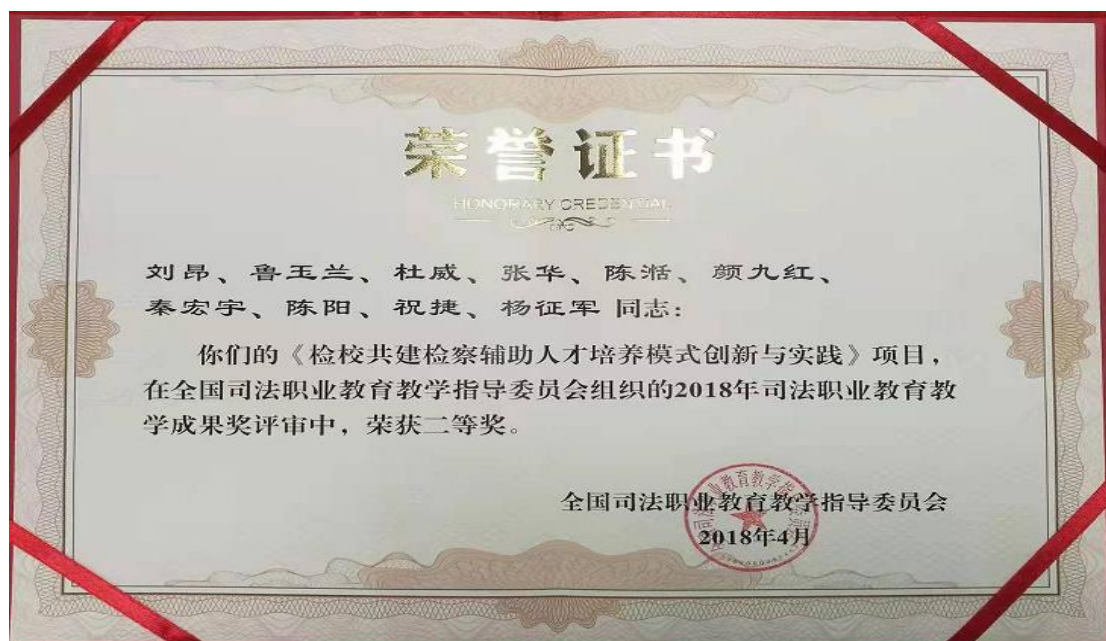 荣誉证书
HONORARY CREDENTIAL
刘昂、鲁玉兰、杜威、张华、陈湉、颜九红、
秦宏宇、陈阳、祝捷、杨征军 同志：
你们的《检校共建检察辅助人才培养模式创新与实践》项目，
在全国司法职业教育教学指导委员会组织的2018年司法职业教育教
学成果奖评审中，荣获二等奖。
全国司法职业教育教学指导委员会
2018年4月